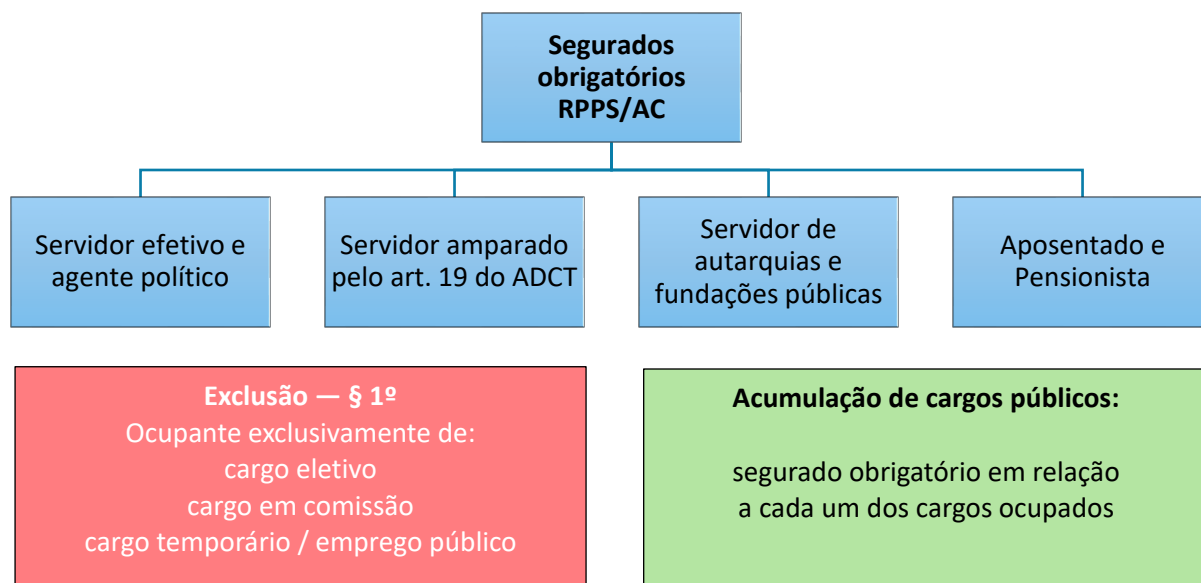 Segurados
obrigatórios
RPPS/AC
Servidor efetivo e
agente político
Servidor amparado
pelo art. 19 do ADCT
Servidor de
autarquias e
fundações públicas
Aposentado e
Pensionista
Exclusão — § 1º
Ocupante exclusivamente de:
cargo eletivo
cargo em comissão
cargo temporário / emprego público
Acumulação de cargos públicos:
segurado obrigatório em relação
a cada um dos cargos ocupados